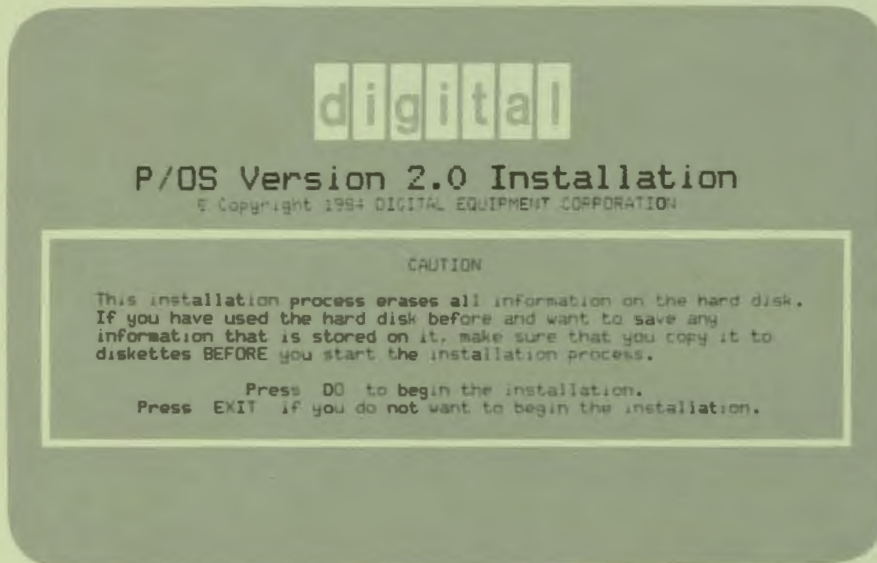 digital
P/OS Version 2.0 Installation
© Copyright 1984 DIGITAL EQUIPMENT CORPORATION
CAUTION
This installation process erases all information on the hard disk.
If you have used the hard disk before and want to save any
information that is stored on it, make sure that you copy it to
diskettes BEFORE you start the installation process.
Press DO to begin the installation.
Press EXIT if you do not want to begin the installation.